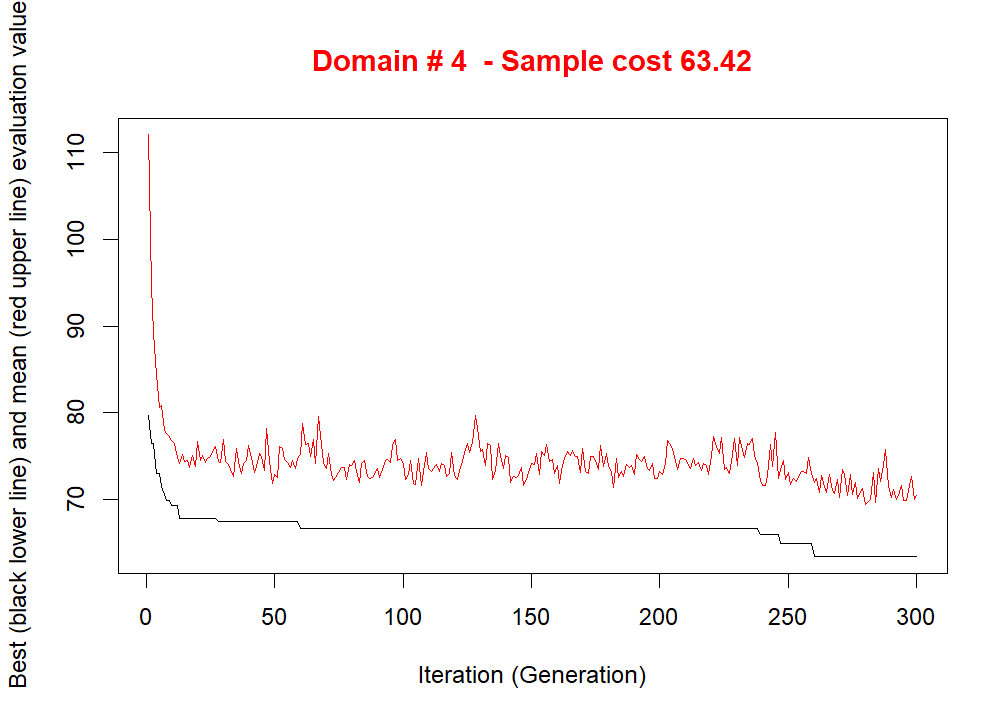 Domain # 4  - Sample cost 63.42
Best (black lower line) and mean (red upper line) evaluation value
110
100
90
80
70
0 50 100 150 200 250 300
Iteration (Generation)